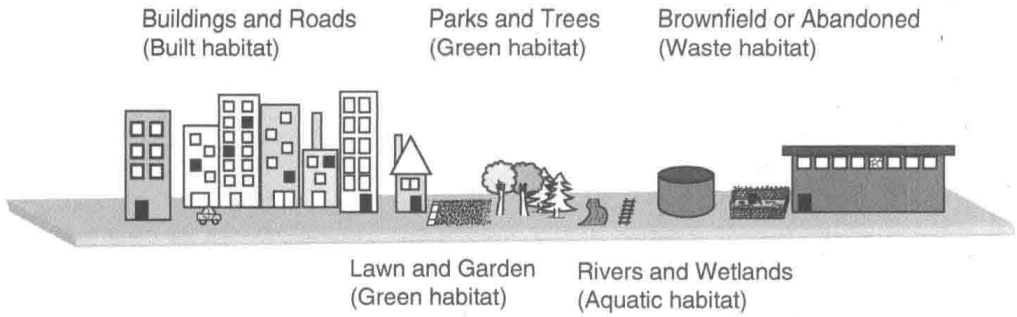 Buildings and Roads
(Built habitat)
Parks and Trees
(Green habitat)
Brownfield or Abandoned
(Waste habitat)
Lawn and Garden
(Green habitat)
Rivers and Wetlands
(Aquatic habitat)